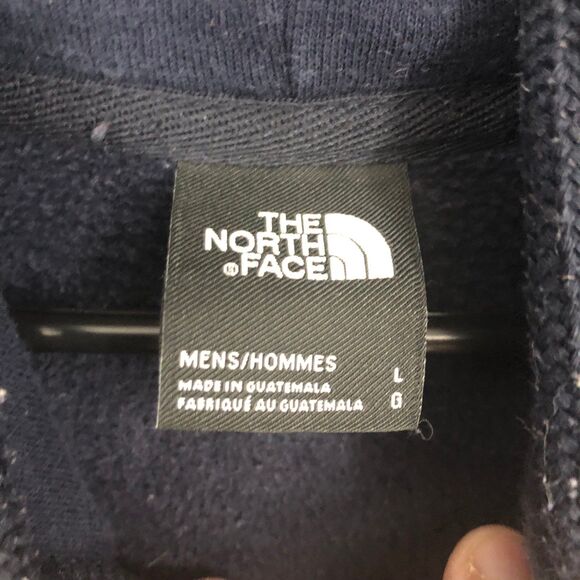 THE
NORTH
®FACE
MENS/HOMMES
MADE IN GUATEMALA L
FABRIQUÉ AU GUATEMALA G